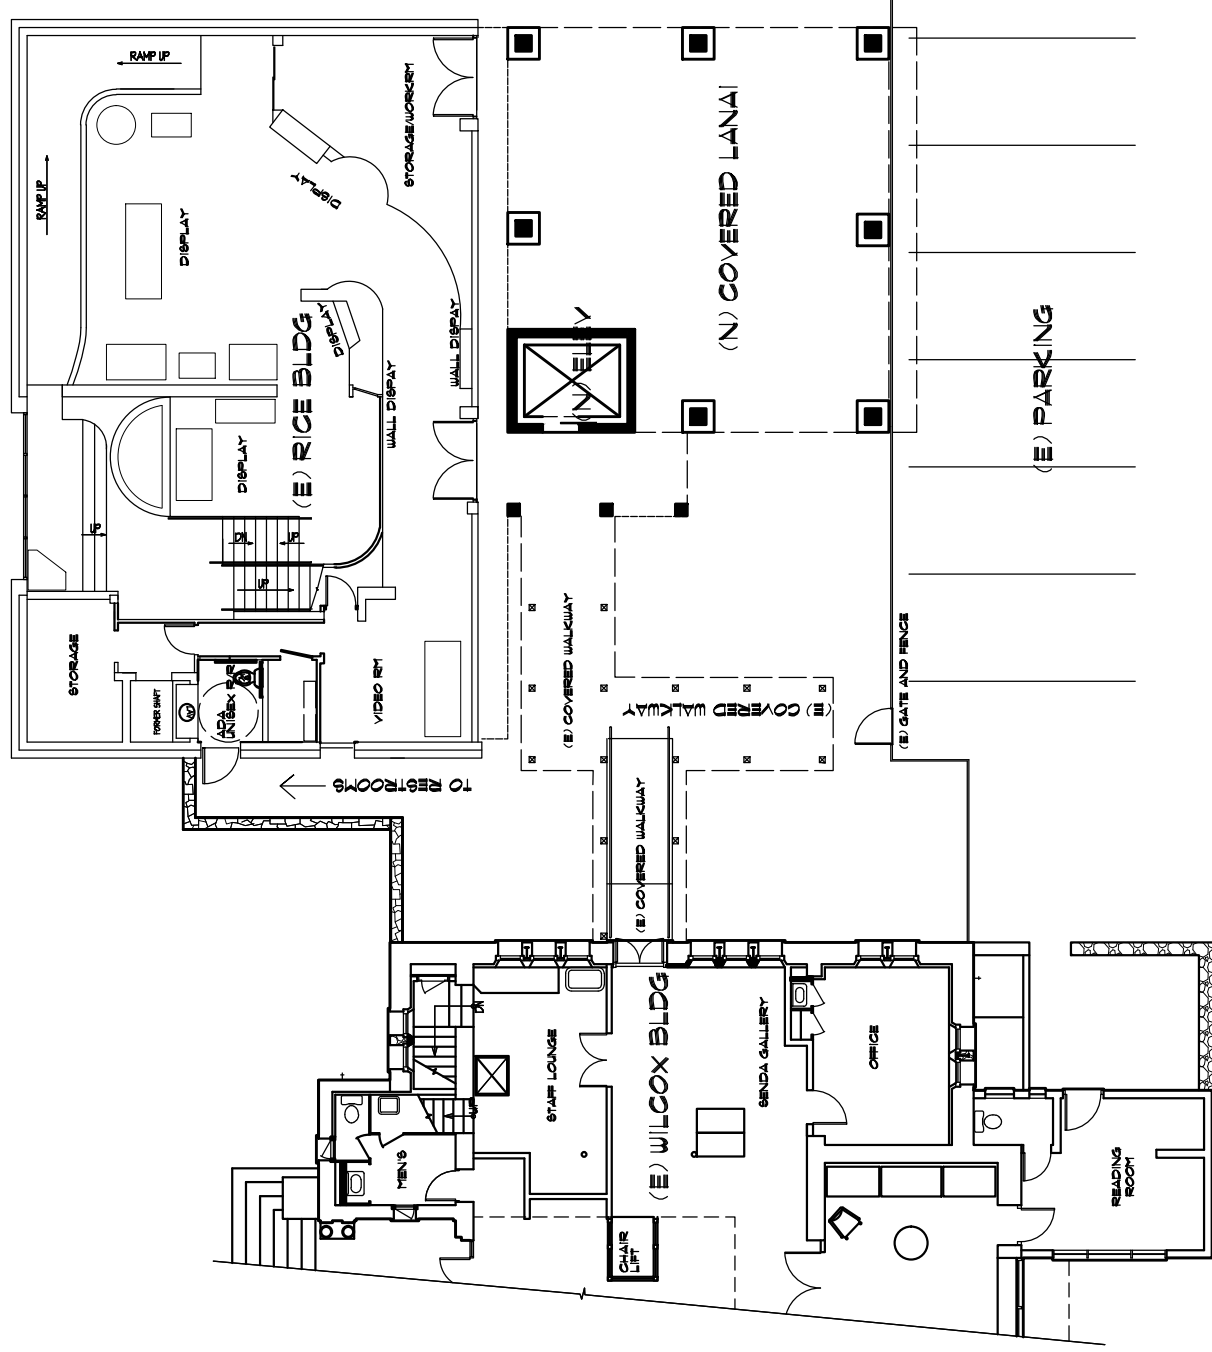 RAMP UP
RAMP UP
STORAGE/WORKRM
DISPLAY
DISPLAY
(N) COVERED LANAI
(N) ELEV
(E) PARKING
(E) RICE BLDG
DISPLAY
WALL DISPAY
WALL DISPAY
DISPLAY
UP
DN
UP
UP
STORAGE
FORMER SHAFT
ADA
UNISEX R/R
VIDEO RM
(E) COVERED WALKWAY
(E) COVERED WALKWAY
(E) GATE AND FENCE
TO RESTROOMS
(E) COVERED WALKWAY
DN
UP
STAFF LOUNGE
(E) WILCOX BLDG
SENDA GALLERY
OFFICE
MEN'S
READING
ROOM
CHAIR
LIFT